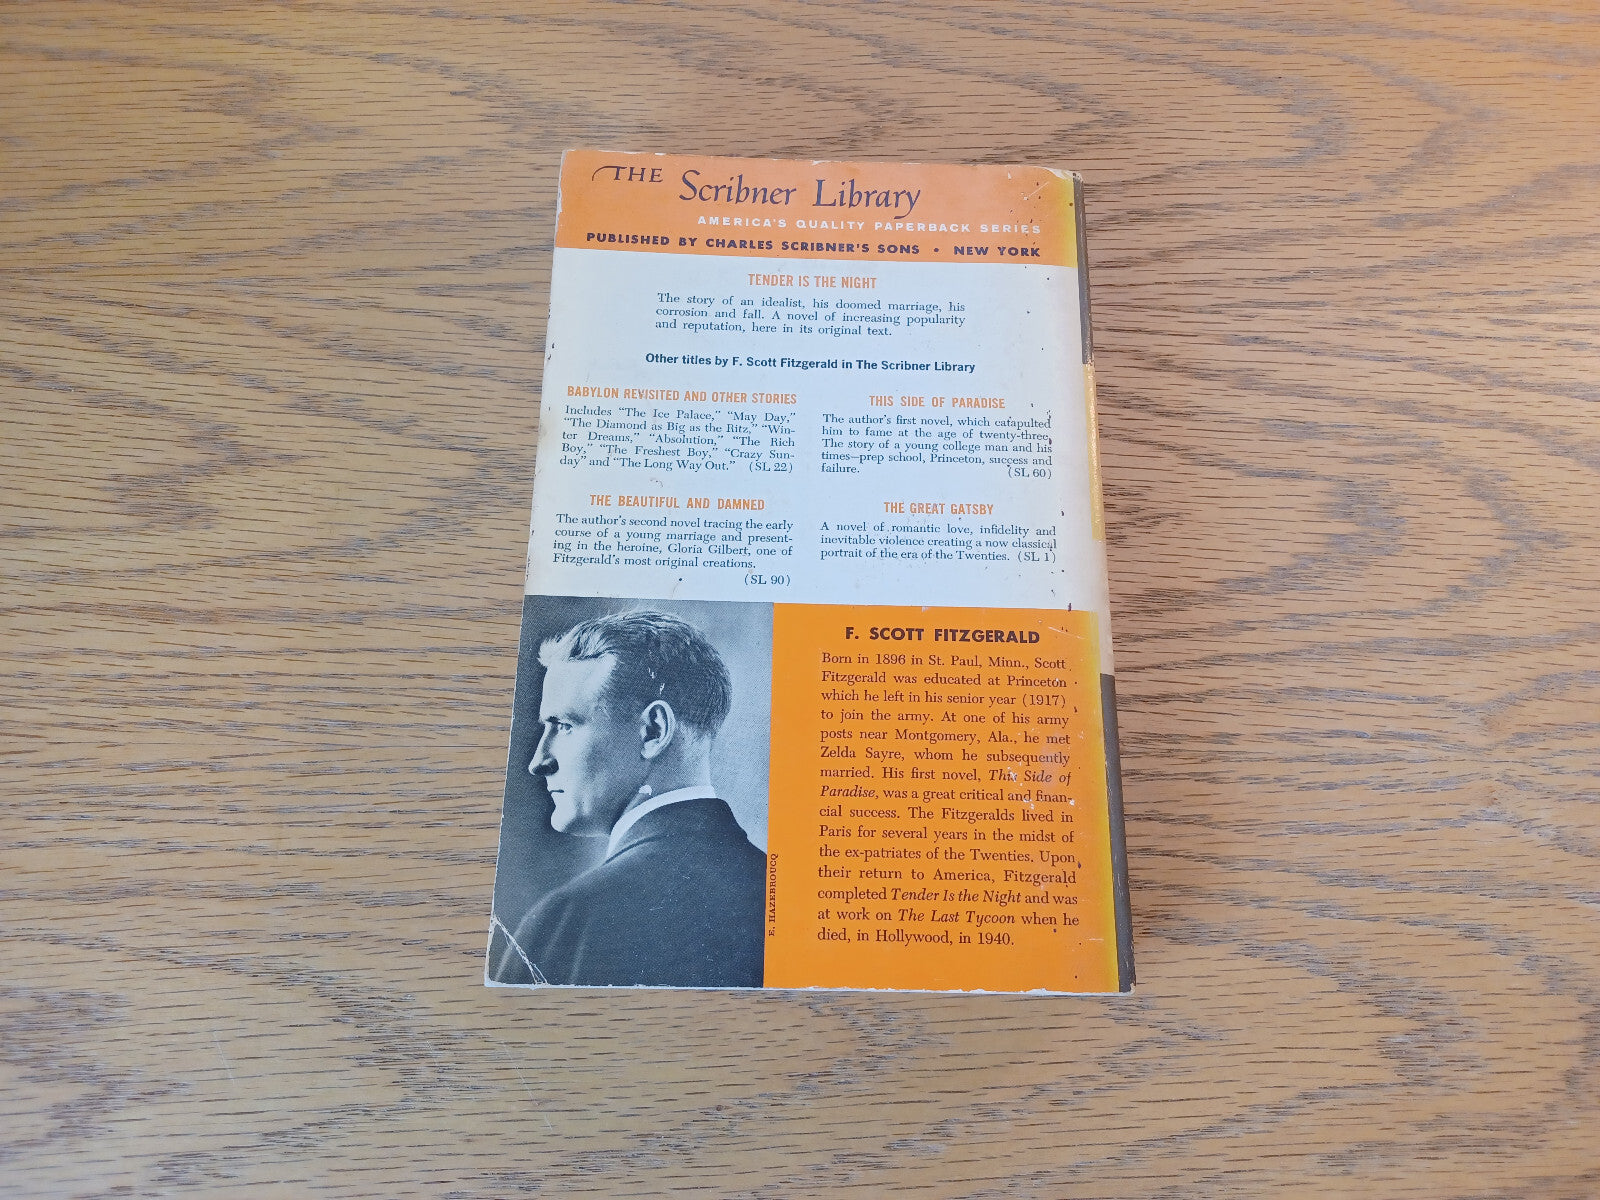 THE Scribner Library
AMERICA'S QUALITY PAPERBACK SERIES
PUBLISHED BY CHARLES SCRIBNER'S SONS • NEW YORK
TENDER IS THE NIGHT
The story of an idealist, his doomed marriage, his
corrosion and fall. A novel of increasing popularity
and reputation, here in its original text.
Other titles by F. Scott Fitzgerald in The Scribner Library
BABYLON REVISITED AND OTHER STORIES
Includes "The Ice Palace," "May Day,"
"The Diamond as Big as the Ritz," "Win-
ter Dreams," "Absolution," "The Rich
Boy," "The Freshest Boy," "Crazy Sun-
day" and "The Long Way Out." (SL 22)
THIS SIDE OF PARADISE
The author's first novel, which catapulted
him to fame at the age of twenty-three.
The story of a young college man and his
times—prep school, Princeton, success and
failure. (SL 60)
THE BEAUTIFUL AND DAMNED
The author's second novel tracing the early
course of a young marriage and present-
ing in the heroine, Gloria Gilbert, one of
Fitzgerald's most original creations.
(SL 90)
THE GREAT GATSBY
A novel of romantic love, infidelity and
inevitable violence creating a now classical
portrait of the era of the Twenties. (SL 1)
E. HAZEBROUCQ
F. SCOTT FITZGERALD
Born in 1896 in St. Paul, Minn., Scott
Fitzgerald was educated at Princeton
which he left in his senior year (1917)
to join the army. At one of his army
posts near Montgomery, Ala., he met
Zelda Sayre, whom he subsequently
married. His first novel, This Side of
Paradise, was a great critical and finan-
cial success. The Fitzgeralds lived in
Paris for several years in the midst of
the ex-patriates of the Twenties. Upon
their return to America, Fitzgerald
completed Tender Is the Night and was
at work on The Last Tycoon when he
died, in Hollywood, in 1940.